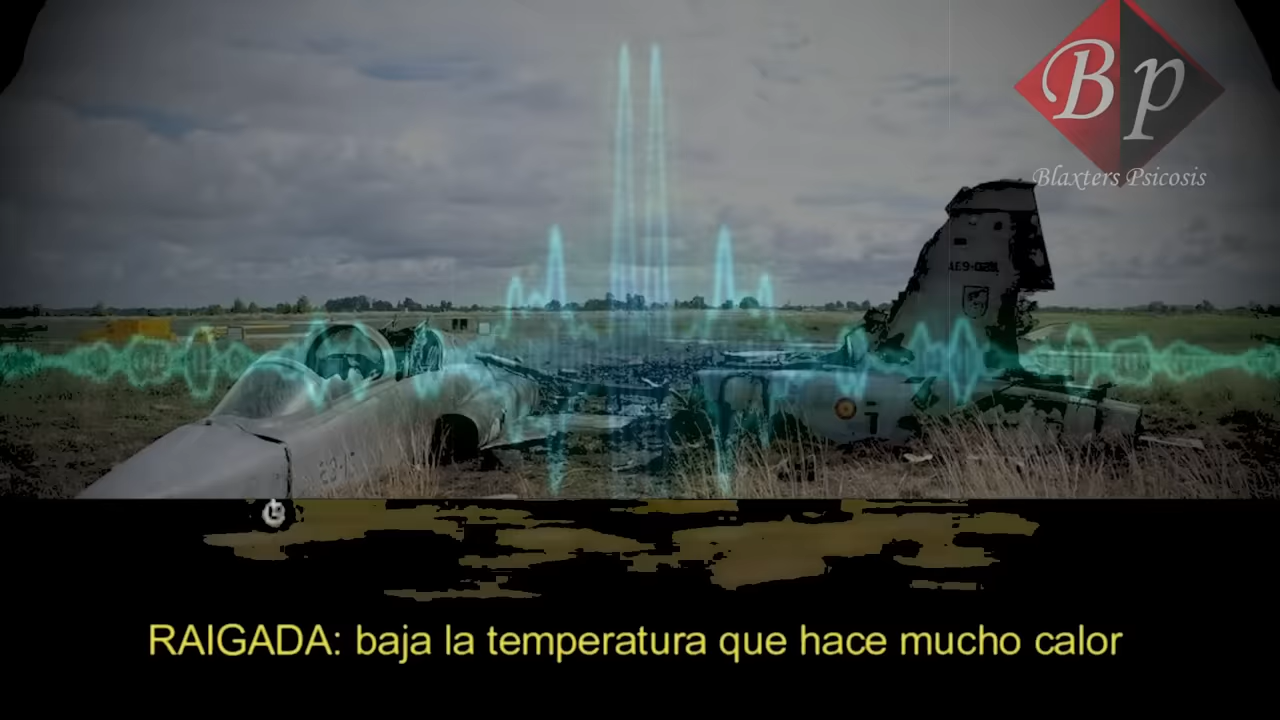 Bp
Blaxters Psicosis
RAIGADA: baja la temperatura que hace mucho calor